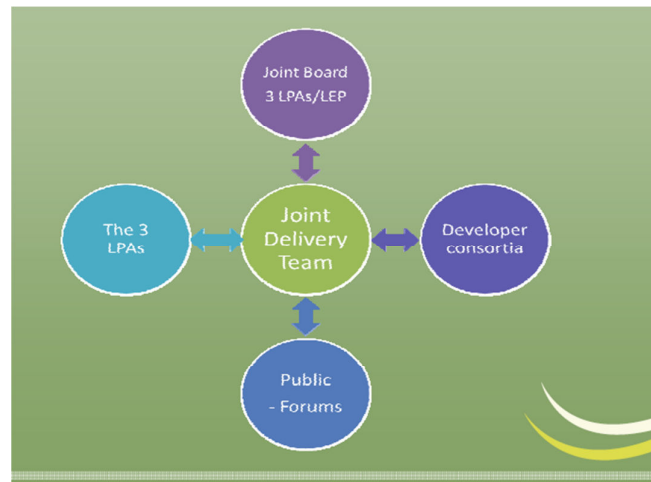 Joint Board
3 LPAs/LEP
The 3
LPAs
Joint
Delivery
Team
Developer
consortia
Public
- Forums